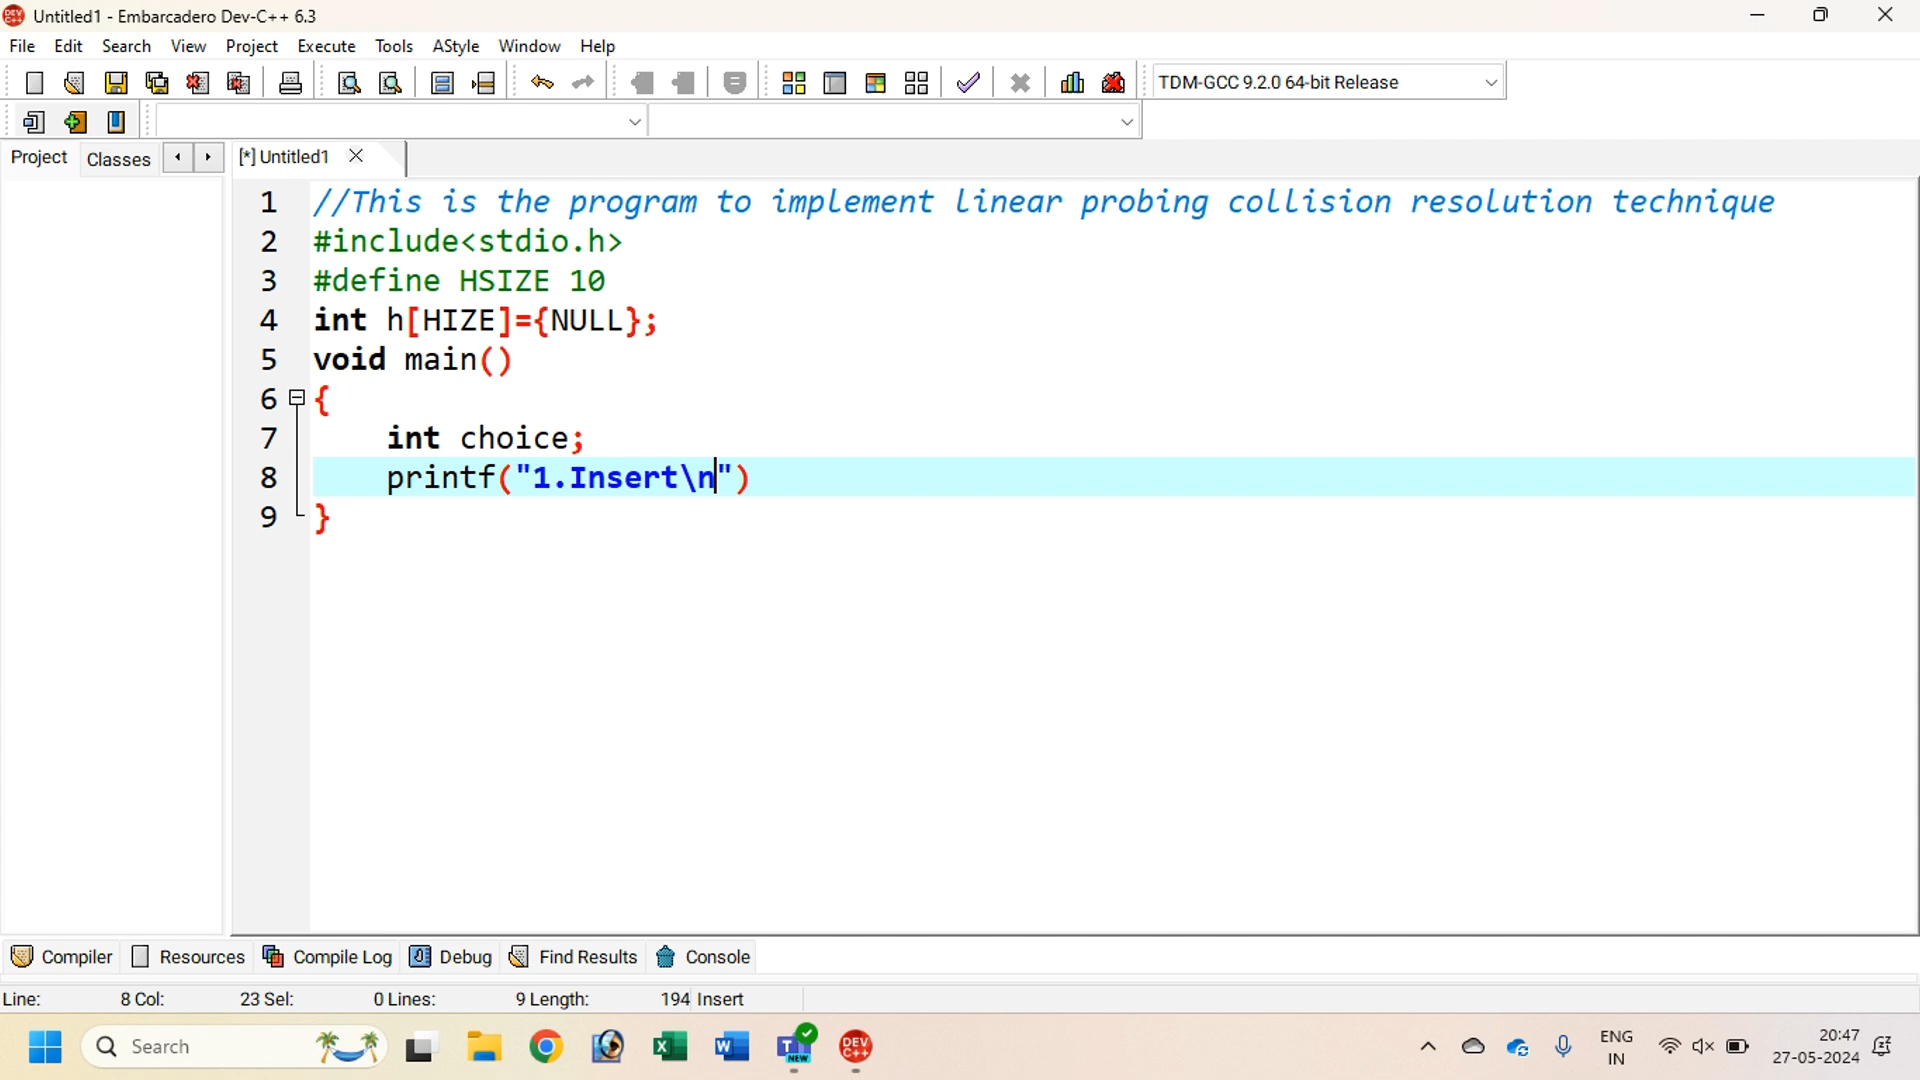 Untitled1 - Embarcadero Dev-C++ 6.3
File Edit Search View Project Execute Tools AStyle Window Help
TDM-GCC 9.2.0 64-bit Release
Project Classes [*] Untitled1
1 //This is the program to implement linear probing collision resolution technique
2 #include<stdio.h>
3 #define HSIZE 10
4 int h[HIZE]={NULL};
5 void main()
6 {
7 int choice;
8 printf("1.Insert\n")
9 }
Compiler Resources Compile Log Debug Find Results Console
Line: 8 Col: 23 Sel: 0 Lines: 9 Length: 194 Insert
Search
ENG
IN
20:47
27-05-2024